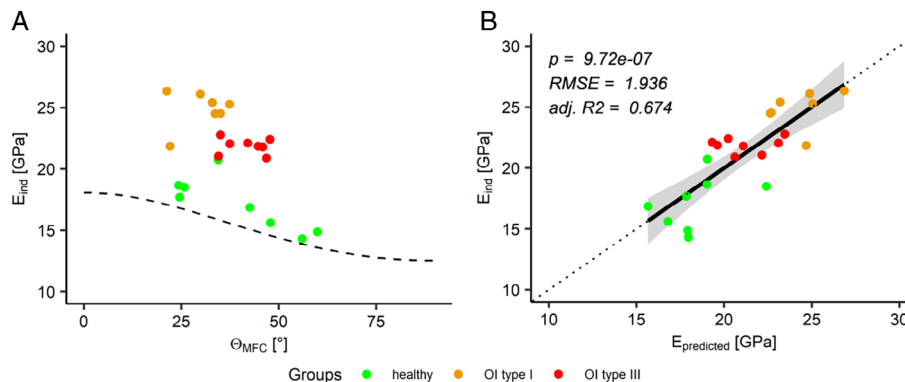 A
30
25
20
15
10
E_ind [GPa]
0 25 50 75
Θ_MFC [°]
B
p = 9.72e-07
RMSE = 1.936
adj. R2 = 0.674
30
25
20
15
10
E_ind [GPa]
10 15 20 25 30
E_predicted [GPa]
Groups healthy OI type I OI type III